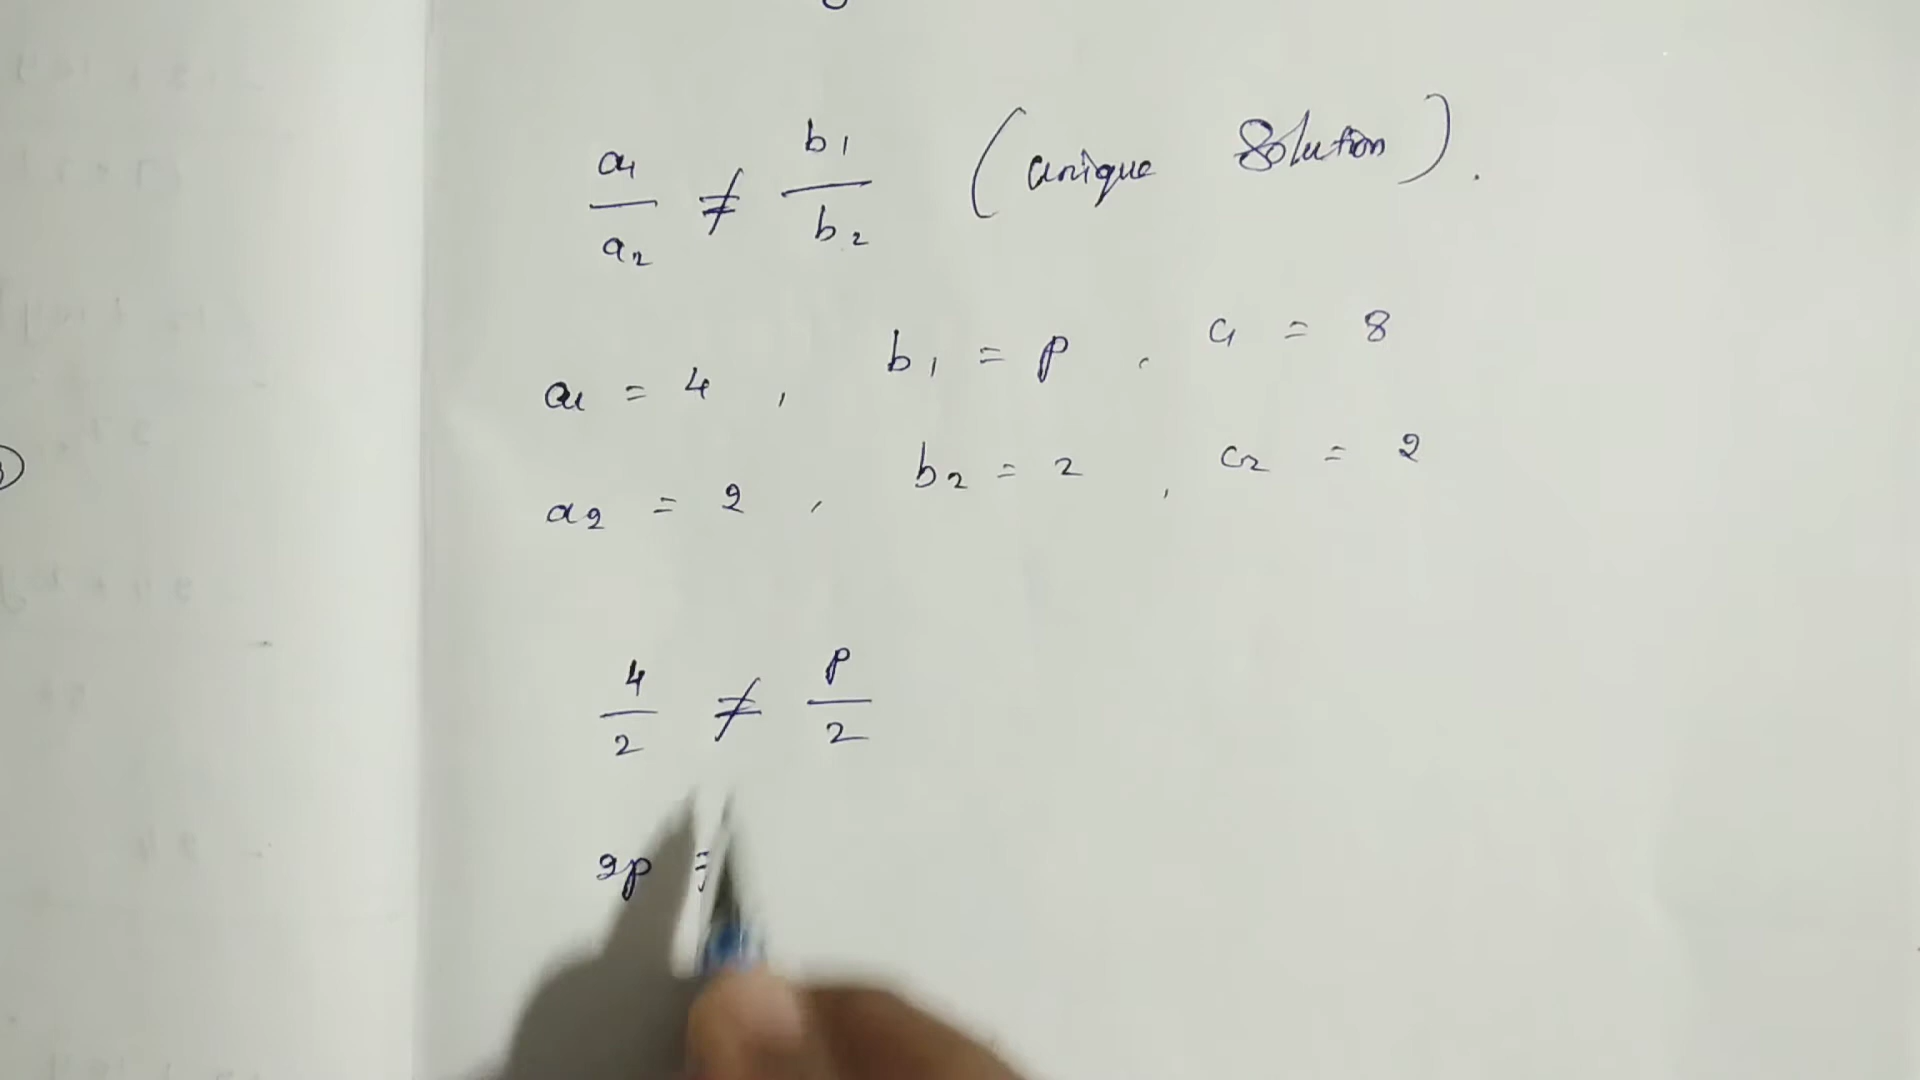 a1/a2 ≠ b1/b2 (unique Solution).
a1 = 4, b1 = p, c1 = 8
a2 = 2, b2 = 2, c2 = 2
4/2 ≠ p/2
2p =